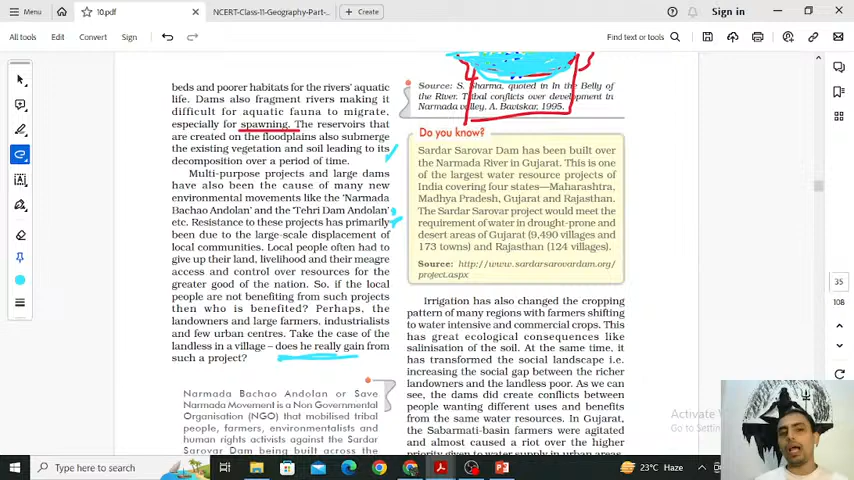 Menu
10.pdf
NCERT-Class-11-Geography-Part-...
Create
Sign in
All tools
Edit
Convert
Sign
Find text or tools
beds and poorer habitats for the rivers' aquatic
life. Dams also fragment rivers making it
difficult for aquatic fauna to migrate,
especially for spawning. The reservoirs that
are created on the floodplains also submerge
the existing vegetation and soil leading to its
decomposition over a period of time.
Multi-purpose projects and large dams
have also been the cause of many new
environmental movements like the 'Narmada
Bachao Andolan' and the 'Tehri Dam Andolan'
etc. Resistance to these projects has primarily
been due to the large-scale displacement of
local communities. Local people often had to
give up their land, livelihood and their meagre
access and control over resources for the
greater good of the nation. So, if the local
people are not benefiting from such projects
then who is benefited? Perhaps, the
landowners and large farmers, industrialists
and few urban centres. Take the case of the
landless in a village – does he really gain from
such a project?
Narmada Bachao Andolan or Save
Narmada Movement is a Non Governmental
Organisation (NGO) that mobilised tribal
people, farmers, environmentalists and
human rights activists against the Sardar
Sarovar Dam being built across the
Source: S. Sharma, quoted in In the Belly of
the River. Tribal conflicts over development in
Narmada valley, A. Baviskar, 1995.
Do you know?
Sardar Sarovar Dam has been built over
the Narmada River in Gujarat. This is one
of the largest water resource projects of
India covering four states—Maharashtra,
Madhya Pradesh, Gujarat and Rajasthan.
The Sardar Sarovar project would meet the
requirement of water in drought-prone and
desert areas of Gujarat (9,490 villages and
173 towns) and Rajasthan (124 villages).
Source: http://www.sardarsarovardam.org/
project.aspx
Irrigation has also changed the cropping
pattern of many regions with farmers shifting
to water intensive and commercial crops. This
has great ecological consequences like
salinisation of the soil. At the same time, it
has transformed the social landscape i.e.
increasing the social gap between the richer
landowners and the landless poor. As we can
see, the dams did create conflicts between
people wanting different uses and benefits
from the same water resources. In Gujarat,
the Sabarmati-basin farmers were agitated
and almost caused a riot over the higher
priority given to water supply in urban areas,
35
108
Activate
Go to Setting
Type here to search
23°C Haze